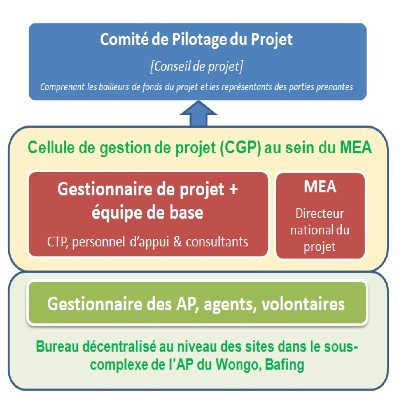 Comité de Pilotage du Projet
[Conseil de projet]
Comprenant les bailleurs de fonds du projet et les représentants des parties prenantes
Cellule de gestion de projet (CGP) au sein du MEA
Gestionnaire de projet +
équipe de base
CTP, personnel d’appui & consultants
MEA
Directeur
national du
projet
Gestionnaire des AP, agents, volontaires
Bureau décentralisé au niveau des sites dans le sous-
complexe de l’AP du Wongo, Bafing